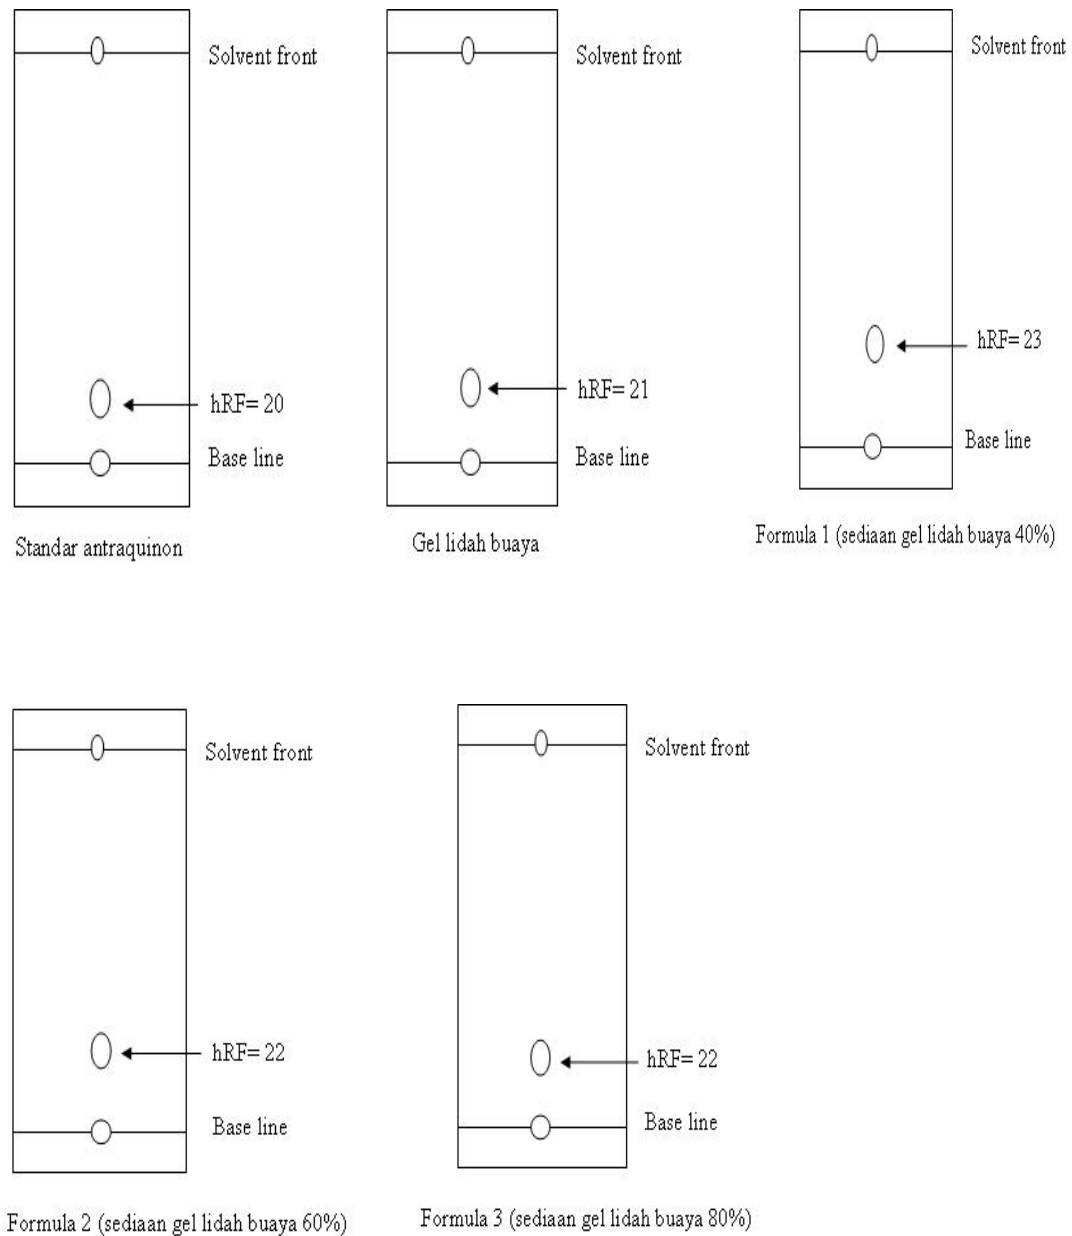 Solvent front
hRF= 20
Base line
Standar antraquinon
Solvent front
hRF= 21
Base line
Gel lidah buaya
Solvent front
hRF= 23
Base line
Formula 1 (sediaan gel lidah buaya 40%)
Solvent front
hRF= 22
Base line
Formula 2 (sediaan gel lidah buaya 60%)
Solvent front
hRF= 22
Base line
Formula 3 (sediaan gel lidah buaya 80%)